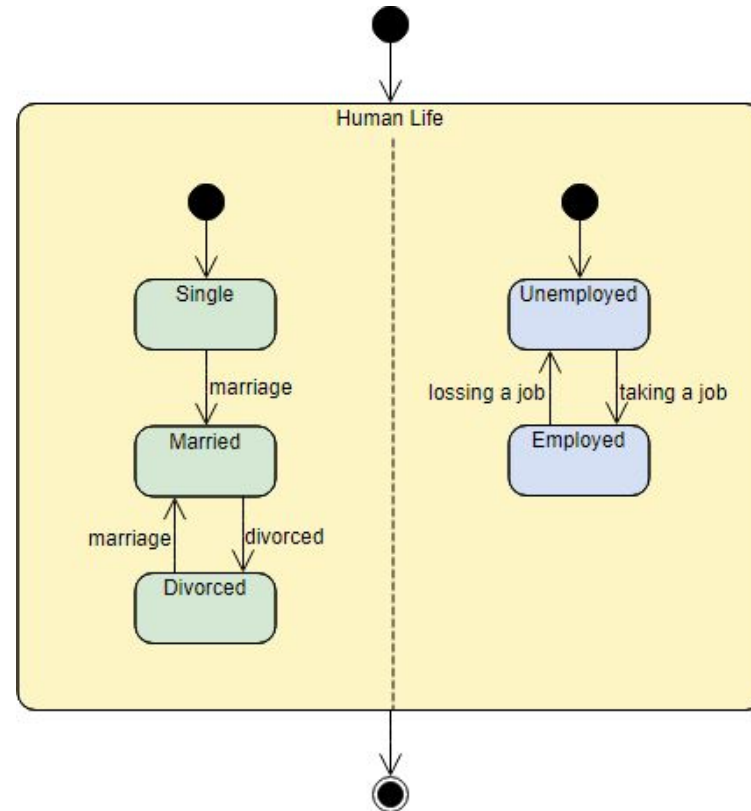 Human Life
Single
marriage
Married
marriage
divorced
Divorced
Unemployed
lossing a job
taking a job
Employed